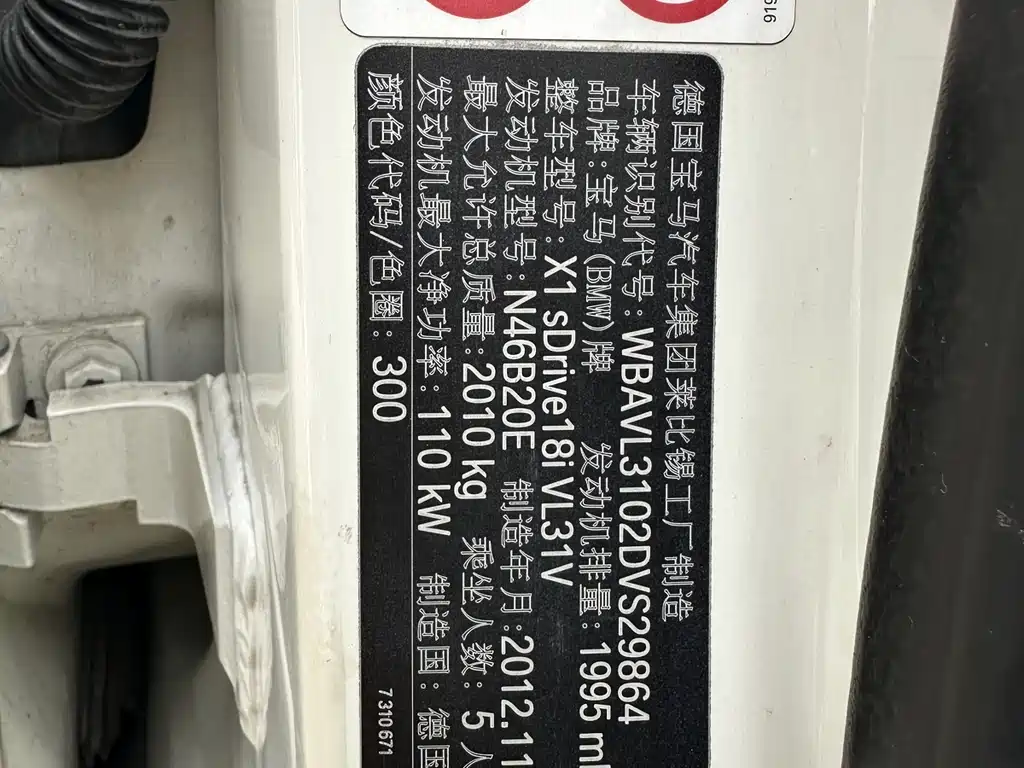 916
德国宝马汽车集团莱比锡工厂制造
车辆识别代号: WBAVL3102DVS29864
品牌:宝马(BMW)牌 发动机排量: 1995 ml
整车型号: X1 sDrive18i VL31V
发动机型号: N46B20E 制造年月:2012.11
最大允许总质量: 2010 kg 乘坐人数: 5 人
发动机最大净功率: 110 kW 制造国: 德国
颜色代码/色圈: 300
7310671